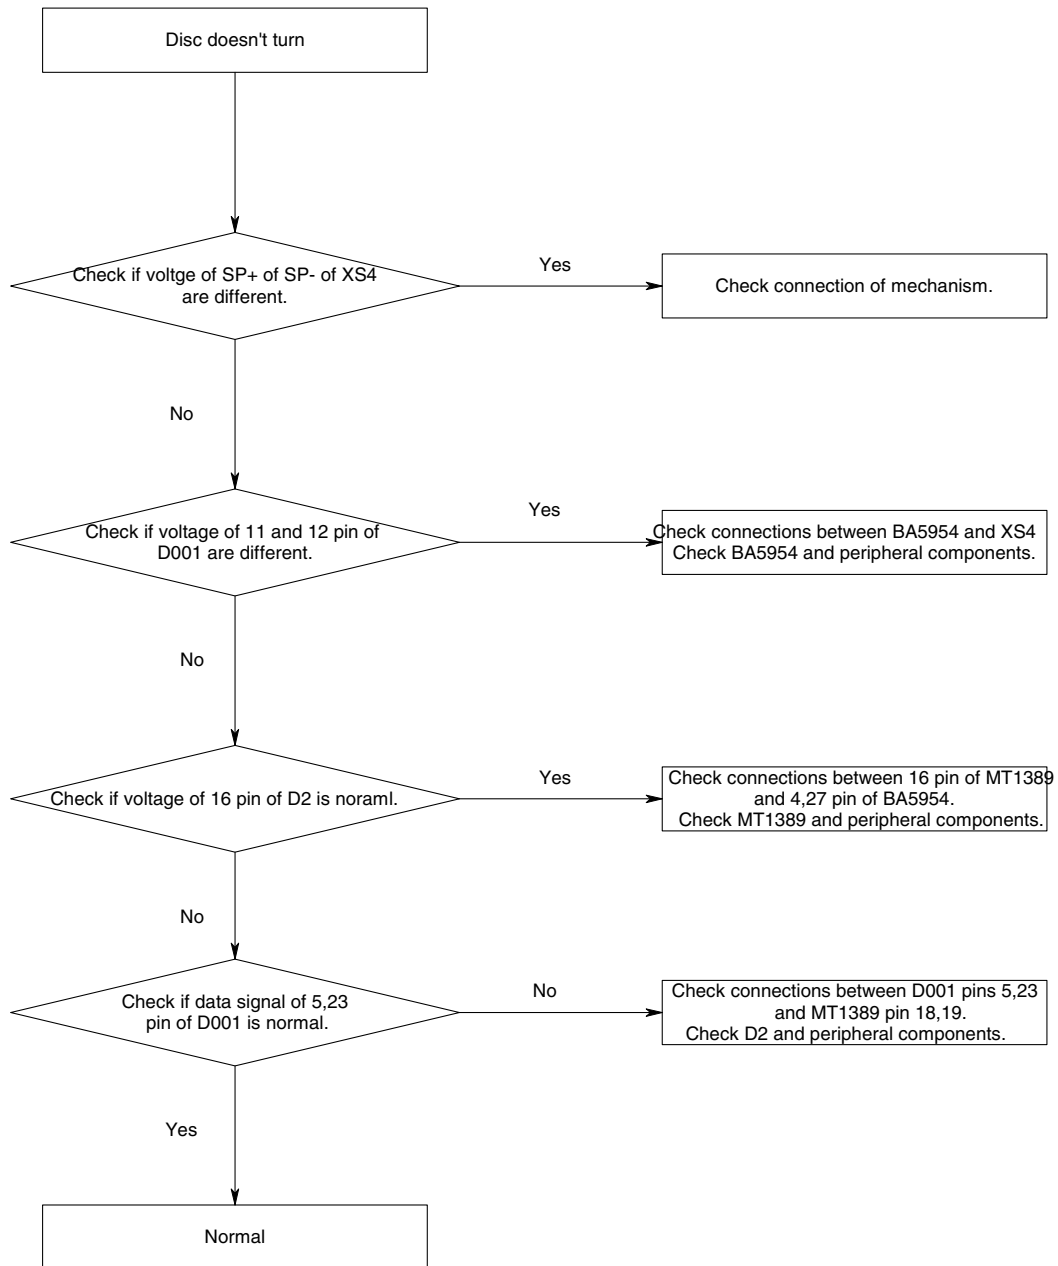 Disc doesn't turn
Check if voltge of SP+ of SP- of XS4
are different.
Yes
Check connection of mechanism.
No
Check if voltage of 11 and 12 pin of
D001 are different.
Yes
Check connections between BA5954 and XS4
Check BA5954 and peripheral components.
No
Check if voltage of 16 pin of D2 is noraml.
Yes
Check connections between 16 pin of MT1389
and 4,27 pin of BA5954.
Check MT1389 and peripheral components.
No
Check if data signal of 5,23
pin of D001 is normal.
No
Check connections between D001 pins 5,23
and MT1389 pin 18,19.
Check D2 and peripheral components.
Yes
Normal